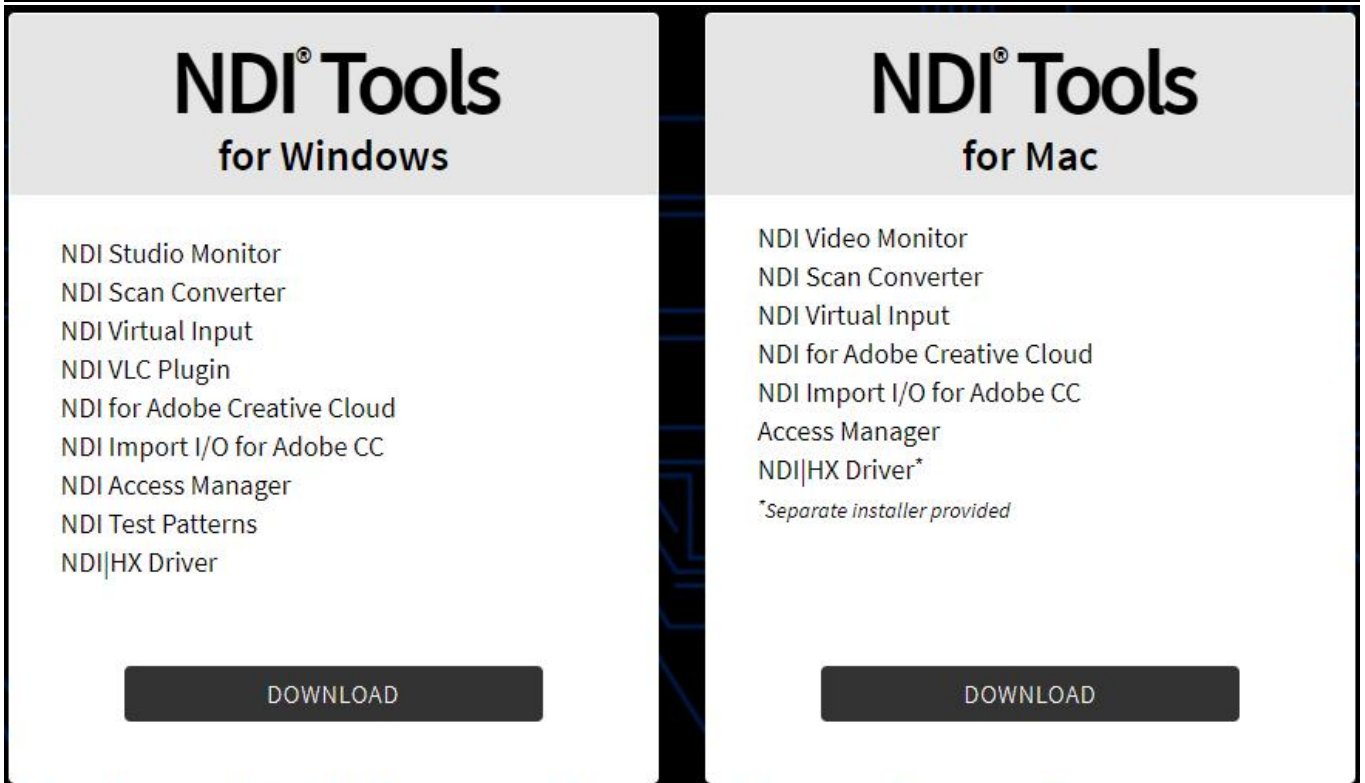 NDI® Tools
for Windows
NDI Studio Monitor
NDI Scan Converter
NDI Virtual Input
NDI VLC Plugin
NDI for Adobe Creative Cloud
NDI Import I/O for Adobe CC
NDI Access Manager
NDI Test Patterns
NDI|HX Driver
DOWNLOAD
NDI® Tools
for Mac
NDI Video Monitor
NDI Scan Converter
NDI Virtual Input
NDI for Adobe Creative Cloud
NDI Import I/O for Adobe CC
Access Manager
NDI|HX Driver*
*Separate installer provided
DOWNLOAD